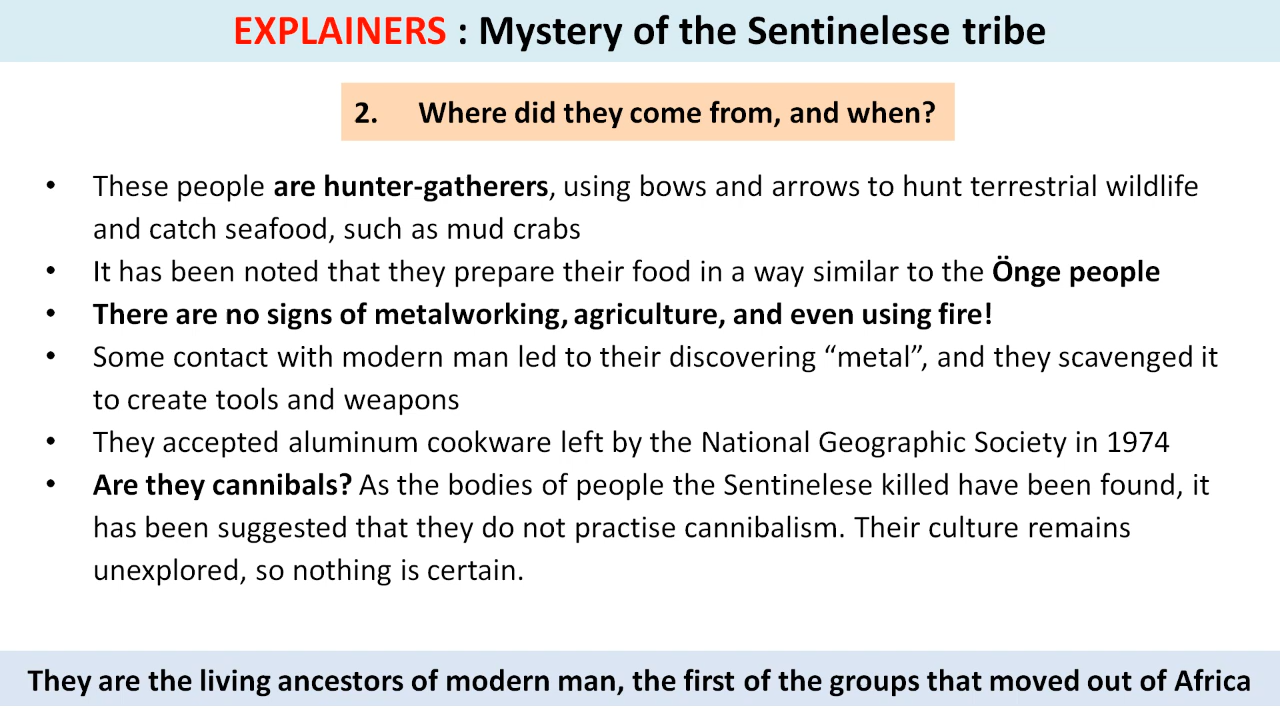 EXPLAINERS : Mystery of the Sentinelese tribe
2. Where did they come from, and when?
• These people are hunter-gatherers, using bows and arrows to hunt terrestrial wildlife
and catch seafood, such as mud crabs
• It has been noted that they prepare their food in a way similar to the Önge people
• There are no signs of metalworking, agriculture, and even using fire!
• Some contact with modern man led to their discovering “metal”, and they scavenged it
to create tools and weapons
• They accepted aluminum cookware left by the National Geographic Society in 1974
• Are they cannibals? As the bodies of people the Sentinelese killed have been found, it
has been suggested that they do not practise cannibalism. Their culture remains
unexplored, so nothing is certain.
They are the living ancestors of modern man, the first of the groups that moved out of Africa